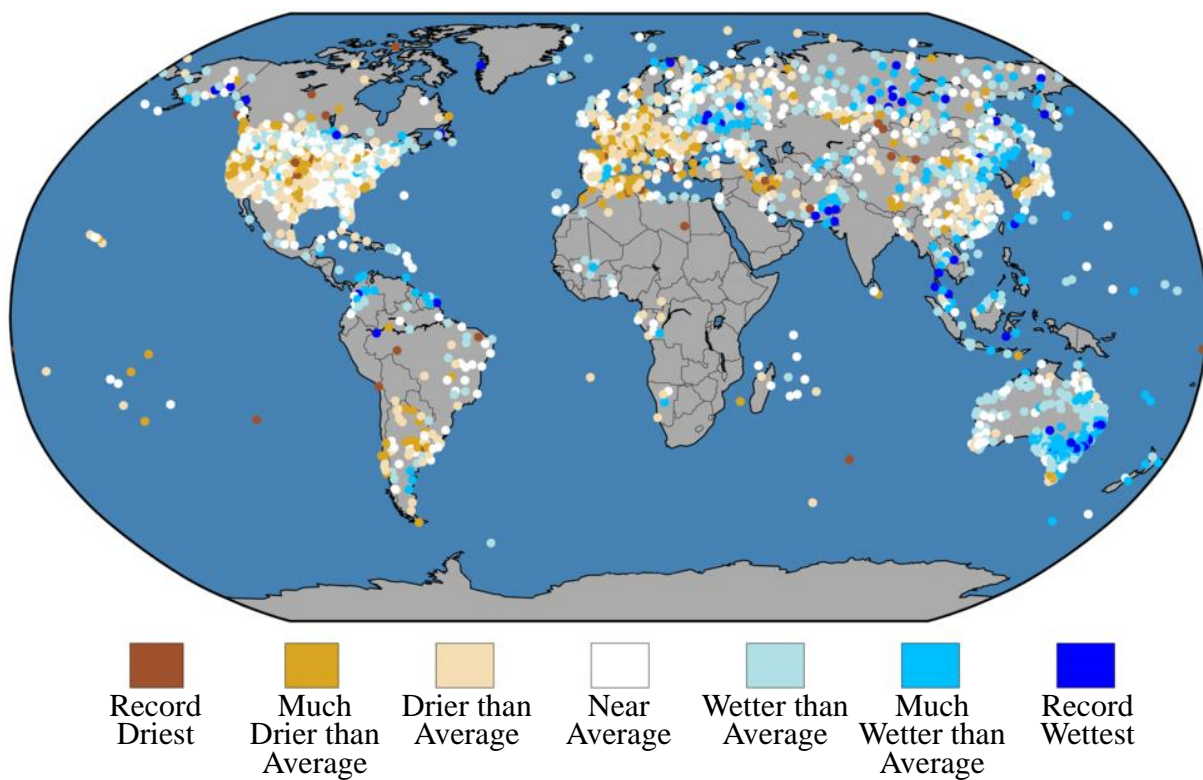 Record
Driest
Much
Drier than
Average
Drier than
Average
Near
Average
Wetter than
Average
Much
Wetter than
Average
Record
Wettest